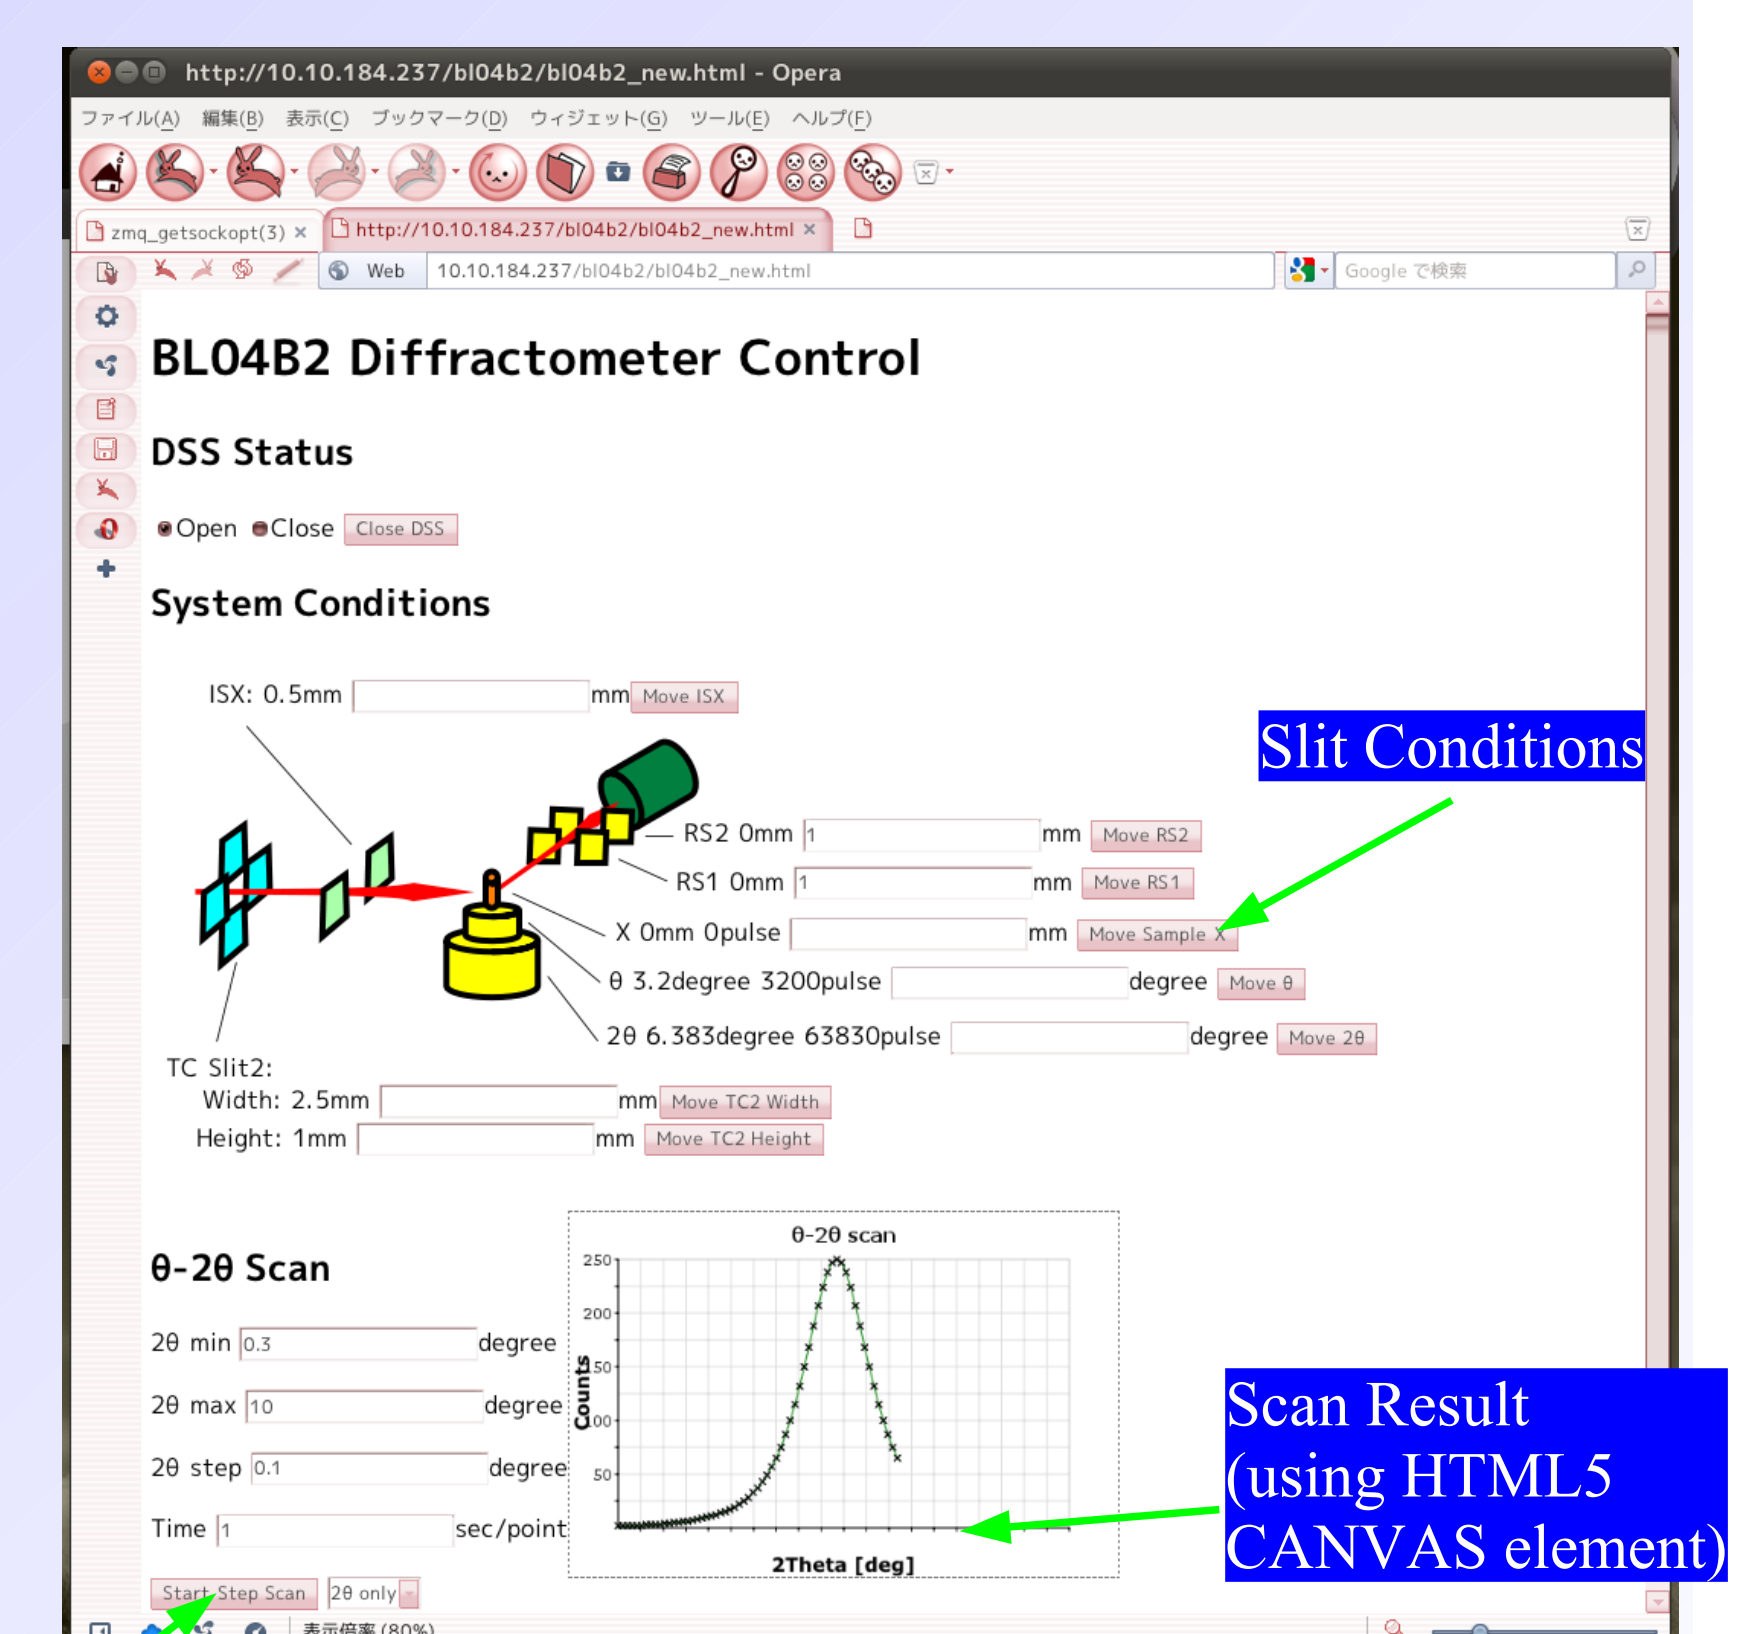 http://10.10.184.237/bl04b2/bl04b2_new.html - Opera
ファイル(A) 編集(B) 表示(C) ブックマーク(D) ウィジェット(G) ツール(E) ヘルプ(F)
zmq_getsockopt(3) × http://10.10.184.237/bl04b2/bl04b2_new.html ×
Web 10.10.184.237/bl04b2/bl04b2_new.html Google で検索
BL04B2 Diffractometer Control
DSS Status
Open Close Close DSS
System Conditions
ISX: 0.5mm mm Move ISX
Slit Conditions
RS2 0mm 1 mm Move RS2
RS1 0mm 1 mm Move RS1
X 0mm 0pulse mm Move Sample X
θ 3.2degree 3200pulse degree Move θ
2θ 6.383degree 63830pulse degree Move 2θ
TC Slit2:
Width: 2.5mm mm Move TC2 Width
Height: 1mm mm Move TC2 Height
θ-2θ Scan
2θ min 0.3 degree
2θ max 10 degree
2θ step 0.1 degree
Time 1 sec/point
Start Step Scan 2θ only
θ-2θ scan
250
200
150
100
50
Counts
2Theta [deg]
Scan Result
(using HTML5
CANVAS element)
表示倍率 (80%)